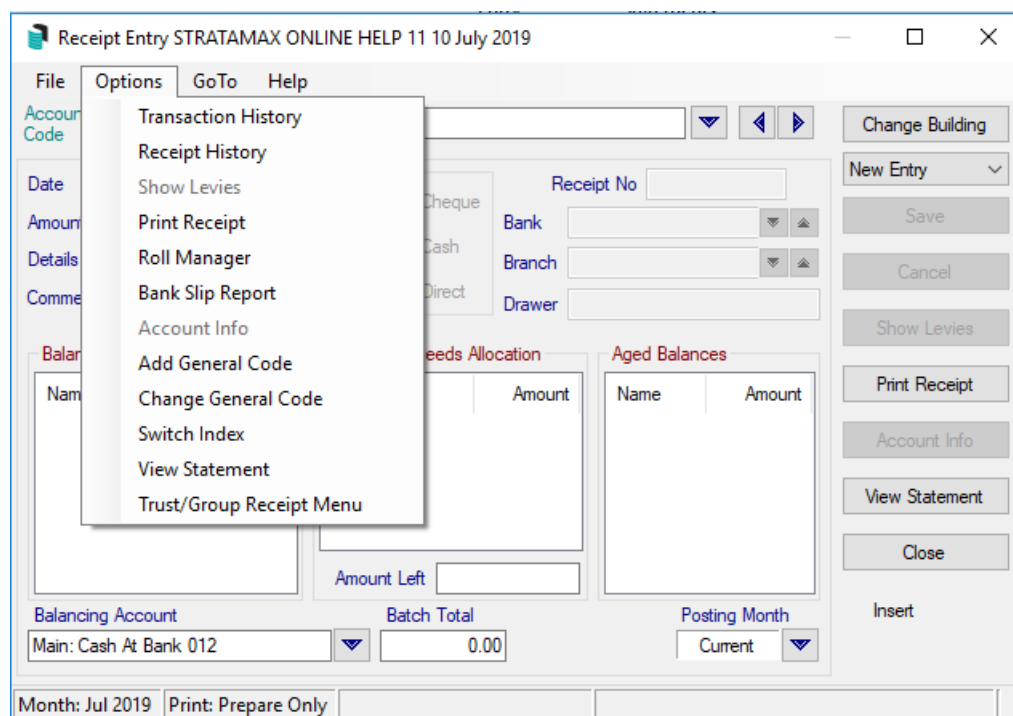 Receipt Entry STRATAMAX ONLINE HELP 11 10 July 2019
File Options GoTo Help
Transaction History
Receipt History
Show Levies
Print Receipt
Roll Manager
Bank Slip Report
Account Info
Add General Code
Change General Code
Switch Index
View Statement
Trust/Group Receipt Menu
Code
Date
Details
Cheque
Cash
Direct
Receipt No
Bank
Branch
Drawer
Allocation
Amount
Amount Left
Aged Balances
Name Amount
Change Building
New Entry
Save
Cancel
Show Levies
Print Receipt
Account Info
View Statement
Close
Insert
Balancing Account
Main: Cash At Bank 012
Batch Total
0.00
Posting Month
Current
Month: Jul 2019 Print: Prepare Only